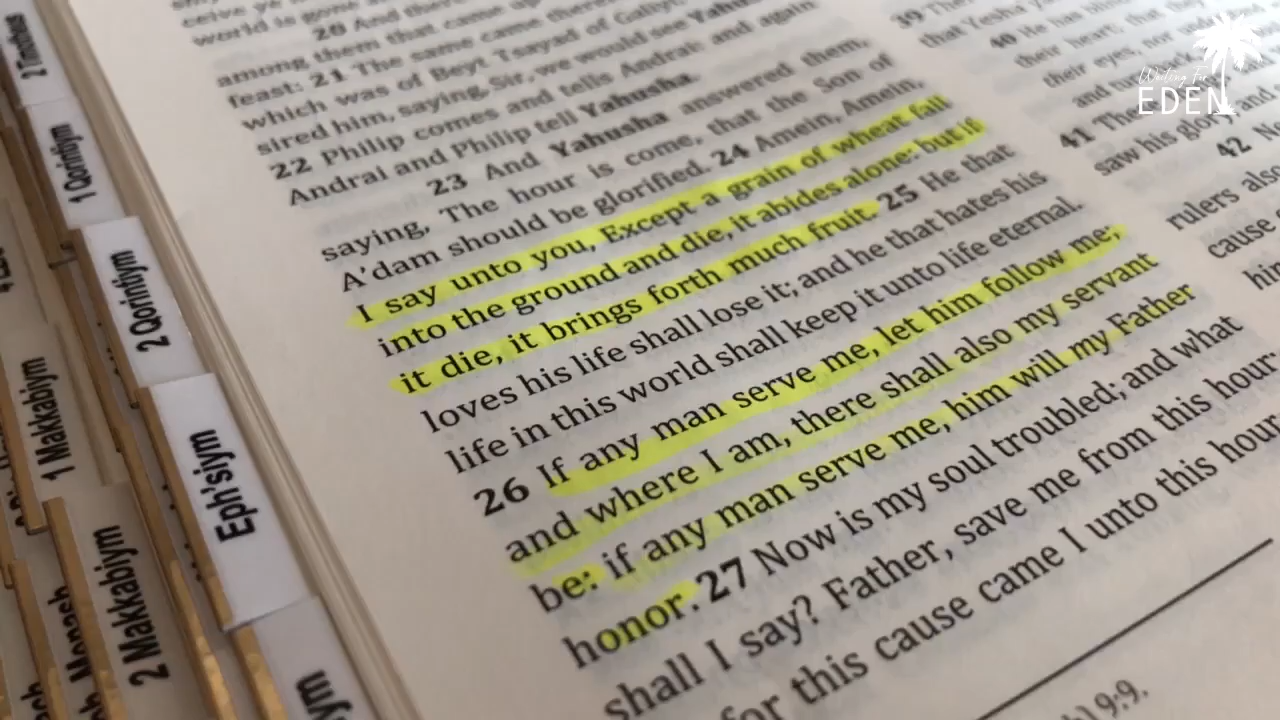 world is gone
20 And there
among them that came up
feast: 21 The same came there
which was of Beyt Tsayad of Galiyl,
sired him, saying, Sir, we would see Yahusha.
22 Philip comes and tells Andrai: and again
Andrai and Philip tell Yahusha.
23 And Yahusha answered them,
saying, The hour is come, that the Son of
A'dam should be glorified. 24 Amein, Amein,
I say unto you, Except a grain of wheat fall
into the ground and die, it abides alone: but if
it die, it brings forth much fruit. 25 He that
loves his life shall lose it; and he that hates his
life in this world shall keep it unto life eternal.
26 If any man serve me, let him follow me;
and where I am, there shall also my servant
be: if any man serve me, him will my Father
honor. 27 Now is my soul troubled; and what
shall I say? Father, save me from this hour:
for this cause came I unto this hour
9:9.
39
that
40 He has
their heart, that they
their eyes, nor
and
41
saw his glory, and
42
rulers also
cause
him
1 Qorintiym
2 Qorintiym
Eph'siym
1 Makkabiym
2 Makkabiym
Waiting For
EDEN